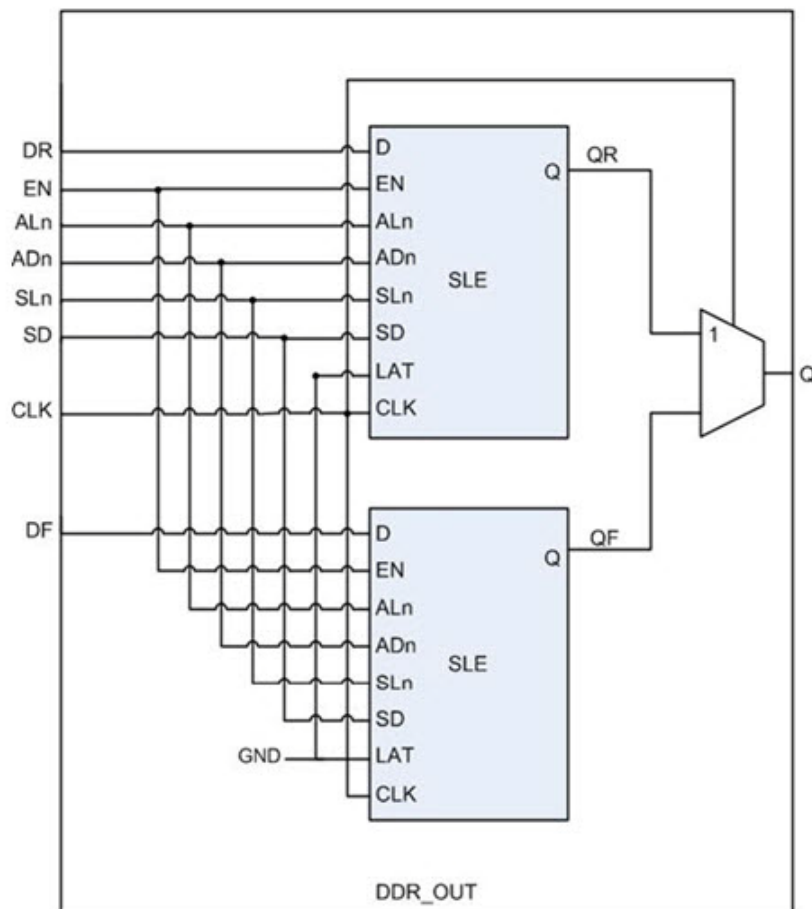 DR
EN
ALn
ADn
SLn
SD
CLK
D
EN
ALn
ADn
SLn
SD
LAT
CLK
SLE
Q
QR
1
Q
DF
GND
D
EN
ALn
ADn
SLn
SD
LAT
CLK
SLE
Q
QF
DDR_OUT